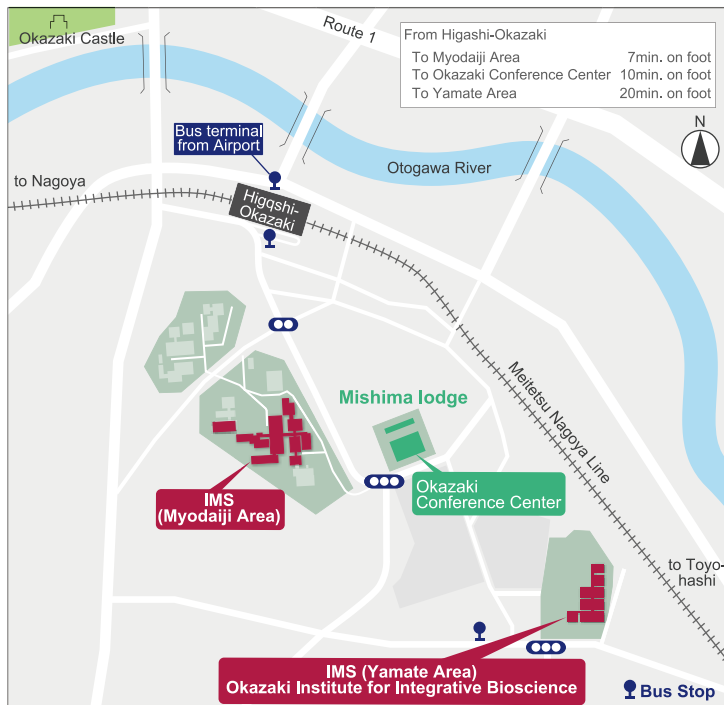 Okazaki Castle
Route 1
From Higashi-Okazaki
To Myodaiji Area 7min. on foot
To Okazaki Conference Center 10min. on foot
To Yamate Area 20min. on foot
N
Bus terminal
from Airport
Otogawa River
to Nagoya
Higqshi-
Okazaki
Meitetsu Nagoya Line
Mishima lodge
Okazaki
Conference Center
IMS
(Myodaiji Area)
to Toyo-
hashi
IMS (Yamate Area)
Okazaki Institute for Integrative Bioscience
Bus Stop